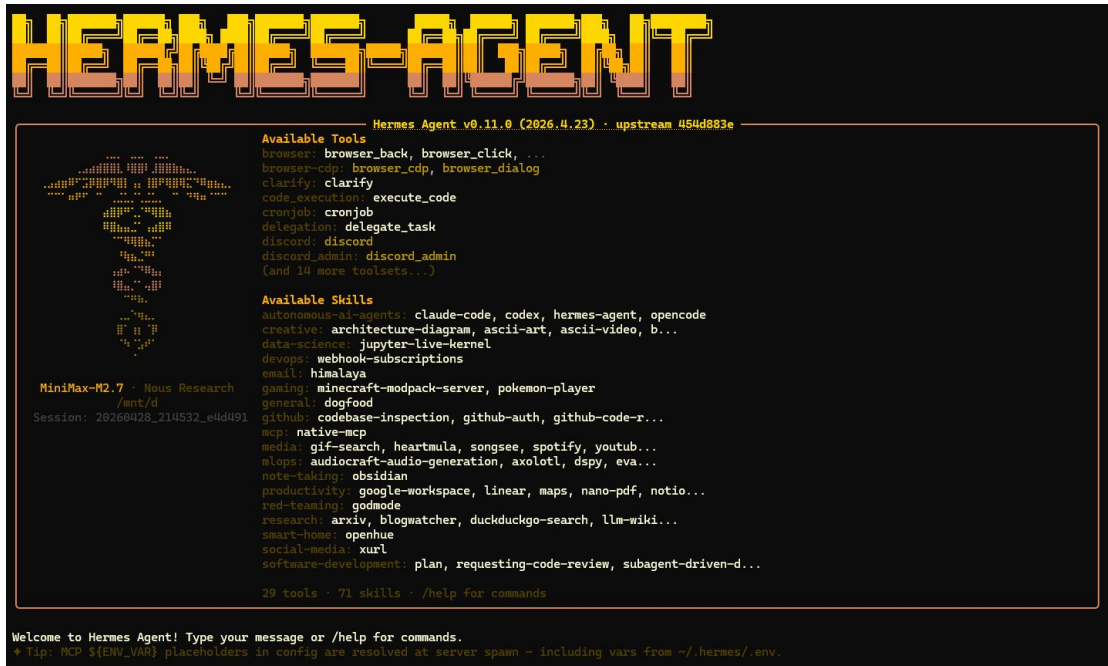 HERMES-AGENT
Hermes Agent v0.11.0 (2026.4.23) · upstream 454d883e
Available Tools
browser: browser_back, browser_click, ...
browser-cdp: browser_cdp, browser_dialog
clarify: clarify
code_execution: execute_code
cronjob: cronjob
delegation: delegate_task
discord: discord
discord_admin: discord_admin
(and 14 more toolsets...)
Available Skills
autonomous-ai-agents: claude-code, codex, hermes-agent, opencode
creative: architecture-diagram, ascii-art, ascii-video, b...
data-science: jupyter-live-kernel
devops: webhook-subscriptions
email: himalaya
gaming: minecraft-modpack-server, pokemon-player
general: dogfood
github: codebase-inspection, github-auth, github-code-r...
mcp: native-mcp
media: gif-search, heartmula, songsee, spotify, youtub...
mlops: audiocraft-audio-generation, axolotl, dspy, eva...
note-taking: obsidian
productivity: google-workspace, linear, maps, nano-pdf, notio...
red-teaming: godmode
research: arxiv, blogwatcher, duckduckgo-search, llm-wiki...
smart-home: openhue
social-media: xurl
software-development: plan, requesting-code-review, subagent-driven-d...
29 tools · 71 skills · /help for commands
MiniMax-M2.7 · Nous Research
/mnt/d
Session: 20260428_214532_e4d491
Welcome to Hermes Agent! Type your message or /help for commands.
✦ Tip: MCP ${ENV_VAR} placeholders in config are resolved at server spawn — including vars from ~/.hermes/.env.